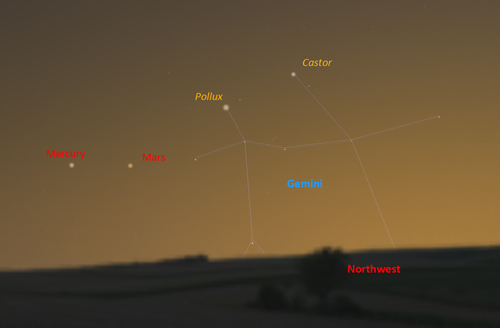 Castor
Pollux
Mercury
Mars
Gemini
Northwest